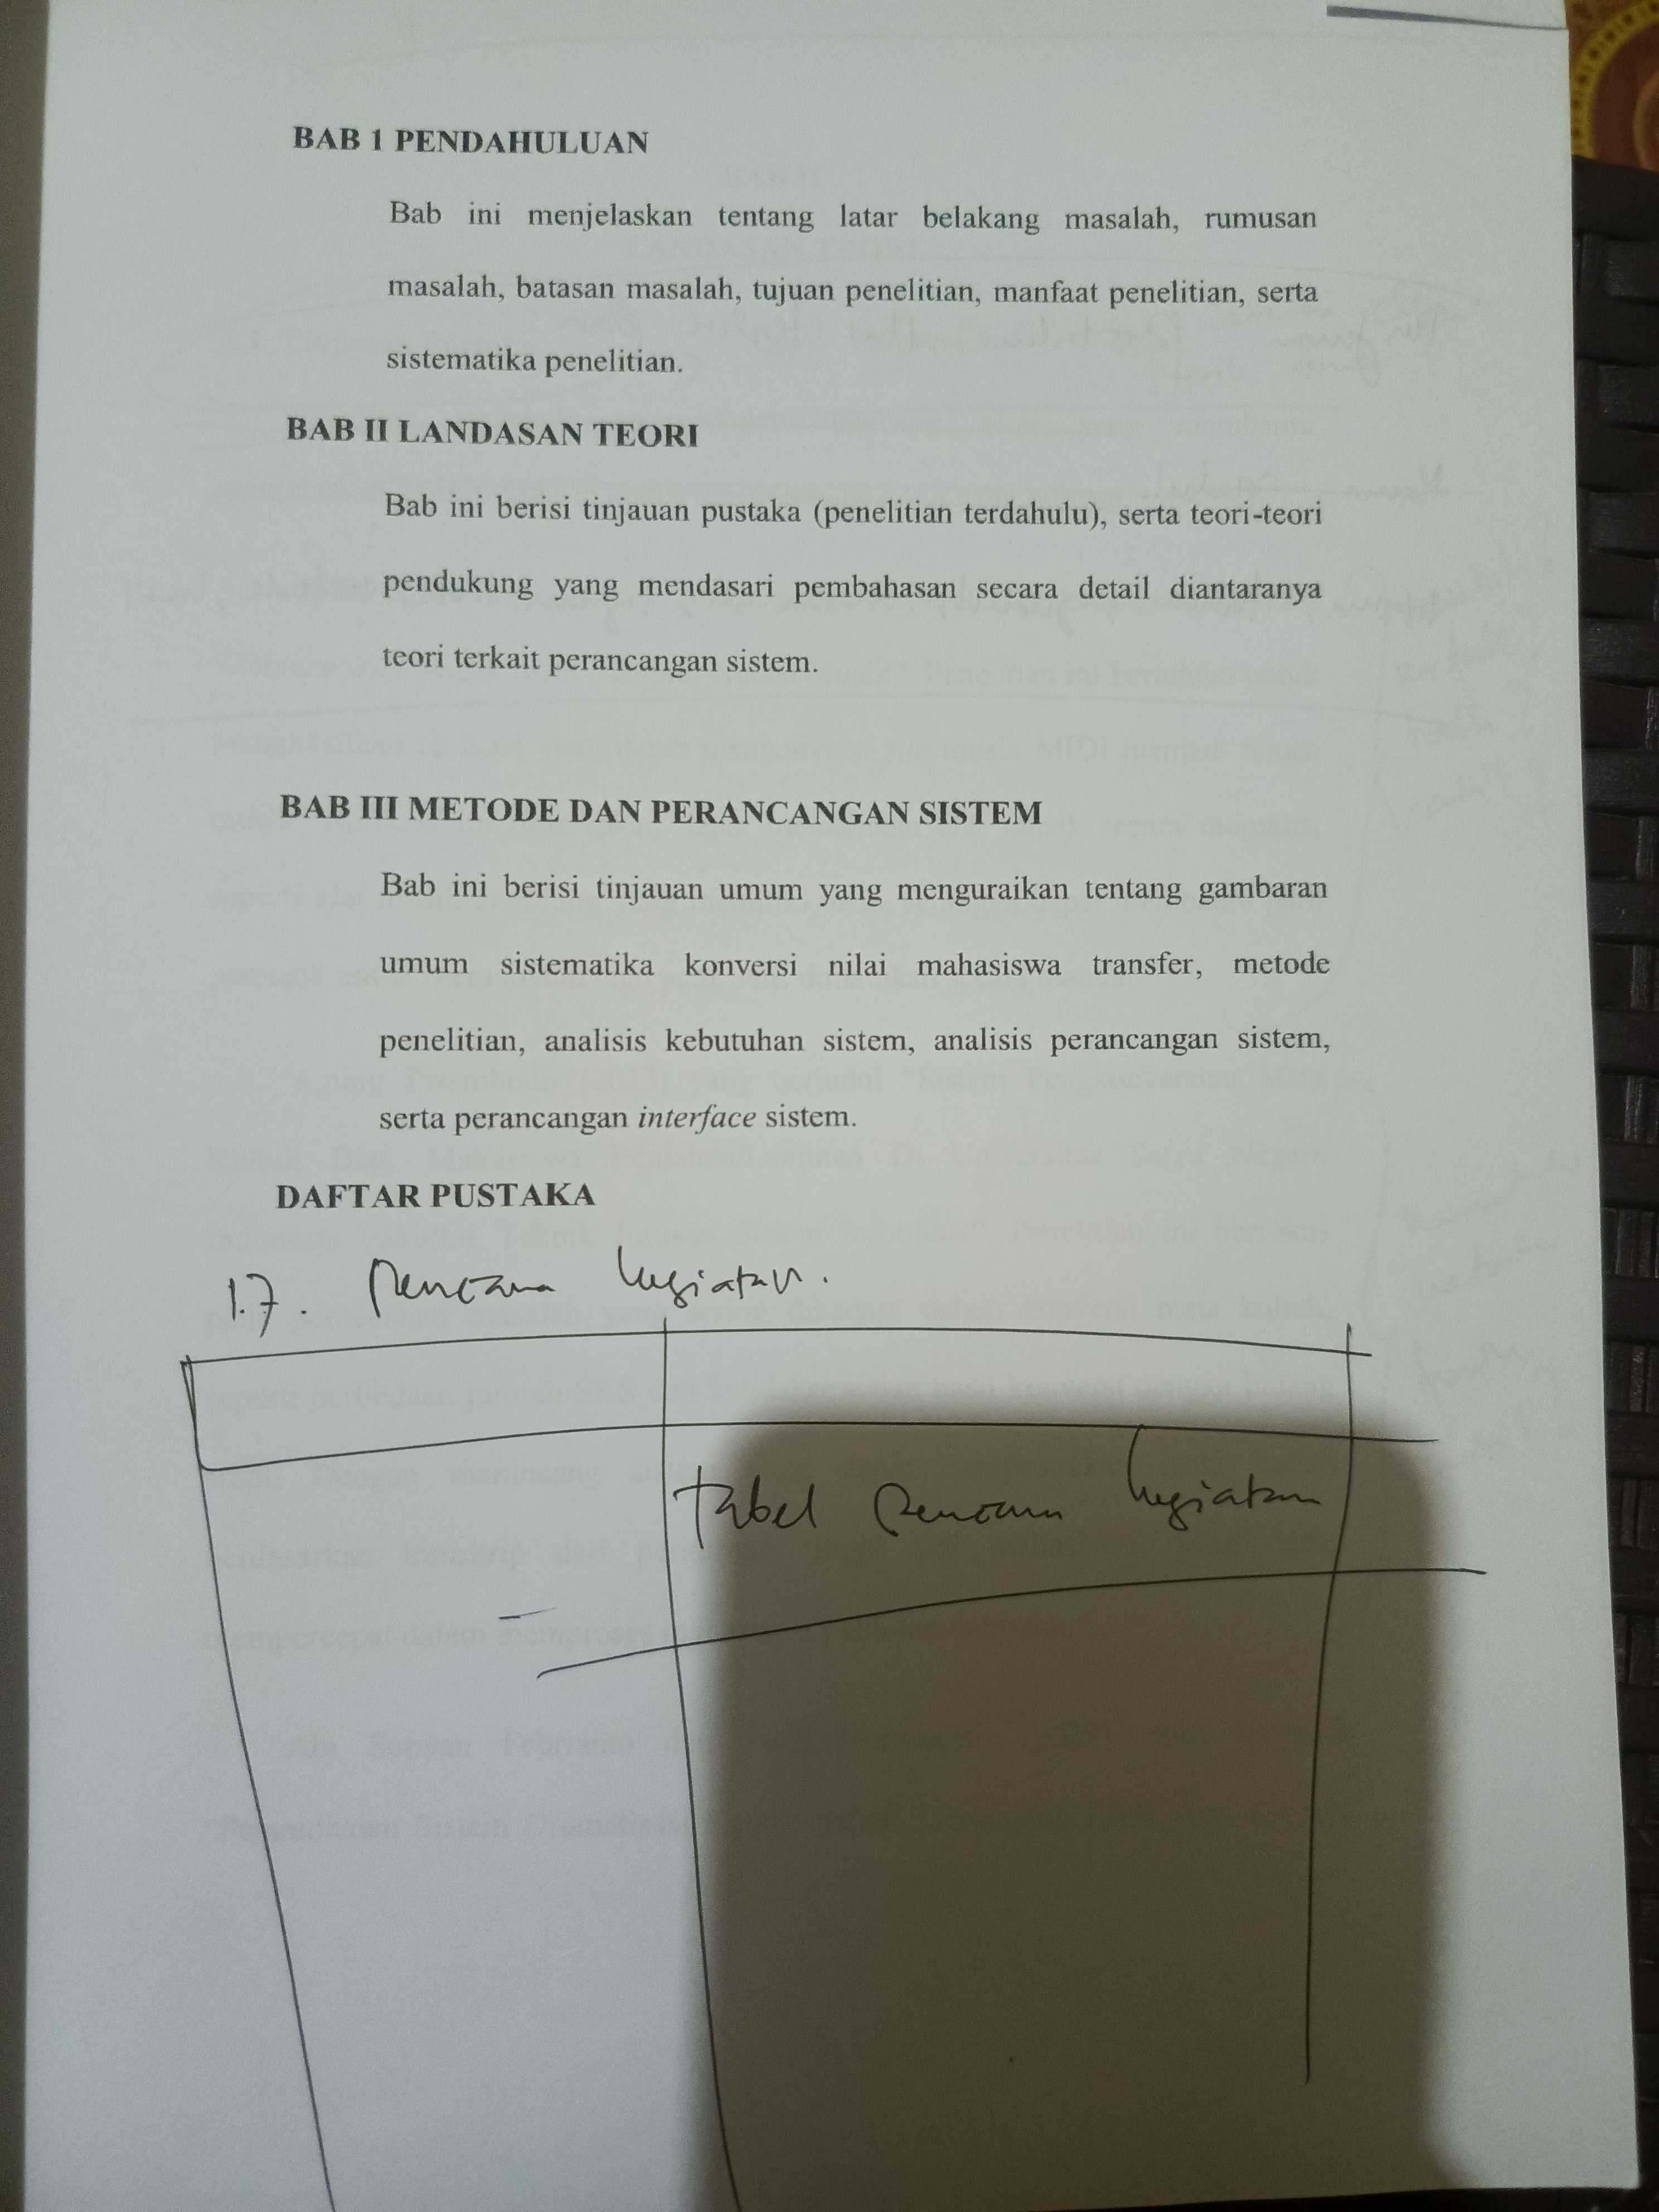 BAB 1 PENDAHULUAN
Bab ini menjelaskan tentang latar belakang masalah, rumusan
masalah, batasan masalah, tujuan penelitian, manfaat penelitian, serta
sistematika penelitian.
BAB II LANDASAN TEORI
Bab ini berisi tinjauan pustaka (penelitian terdahulu), serta teori-teori
pendukung yang mendasari pembahasan secara detail diantaranya
teori terkait perancangan sistem.
BAB III METODE DAN PERANCANGAN SISTEM
Bab ini berisi tinjauan umum yang menguraikan tentang gambaran
umum sistematika konversi nilai mahasiswa transfer, metode
penelitian, analisis kebutuhan sistem, analisis perancangan sistem,
serta perancangan interface sistem.
DAFTAR PUSTAKA
1.7. Rencana kegiatan.
tabel Rencana kegiatan